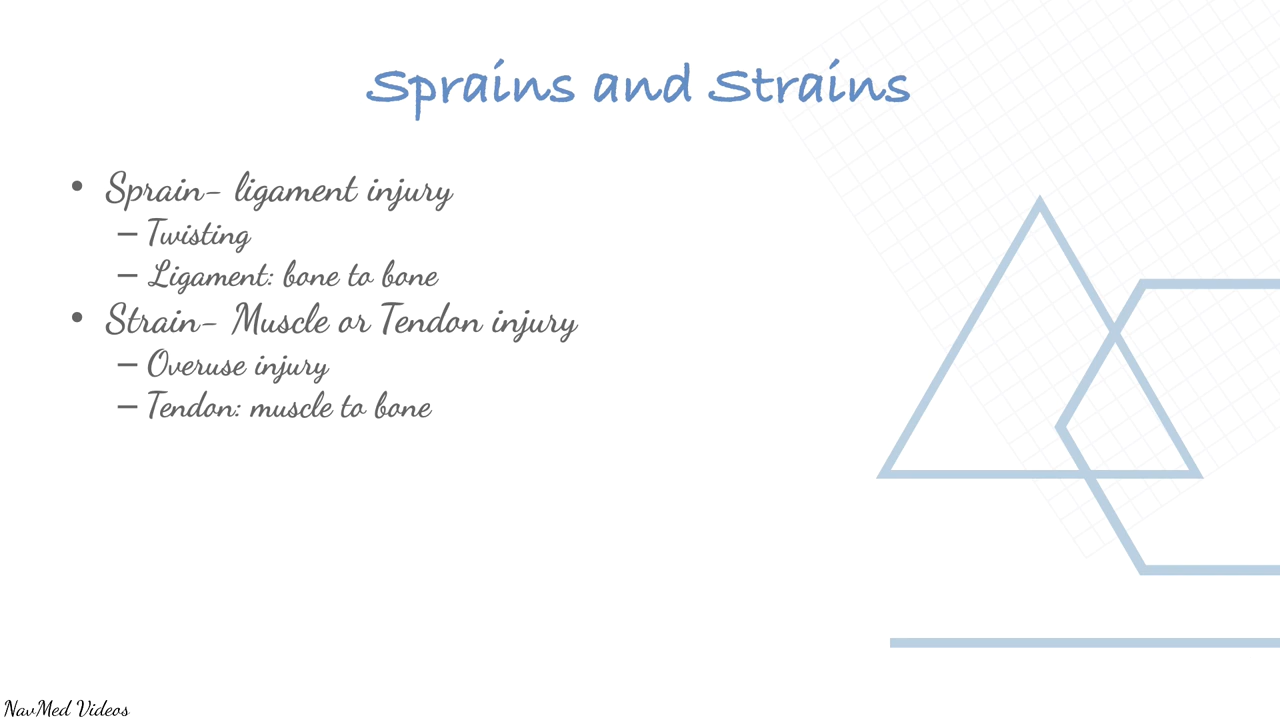 Sprains and Strains
• Sprain- ligament injury
– Twisting
– Ligament: bone to bone
• Strain- Muscle or Tendon injury
– Overuse injury
– Tendon: muscle to bone
NavMed Videos